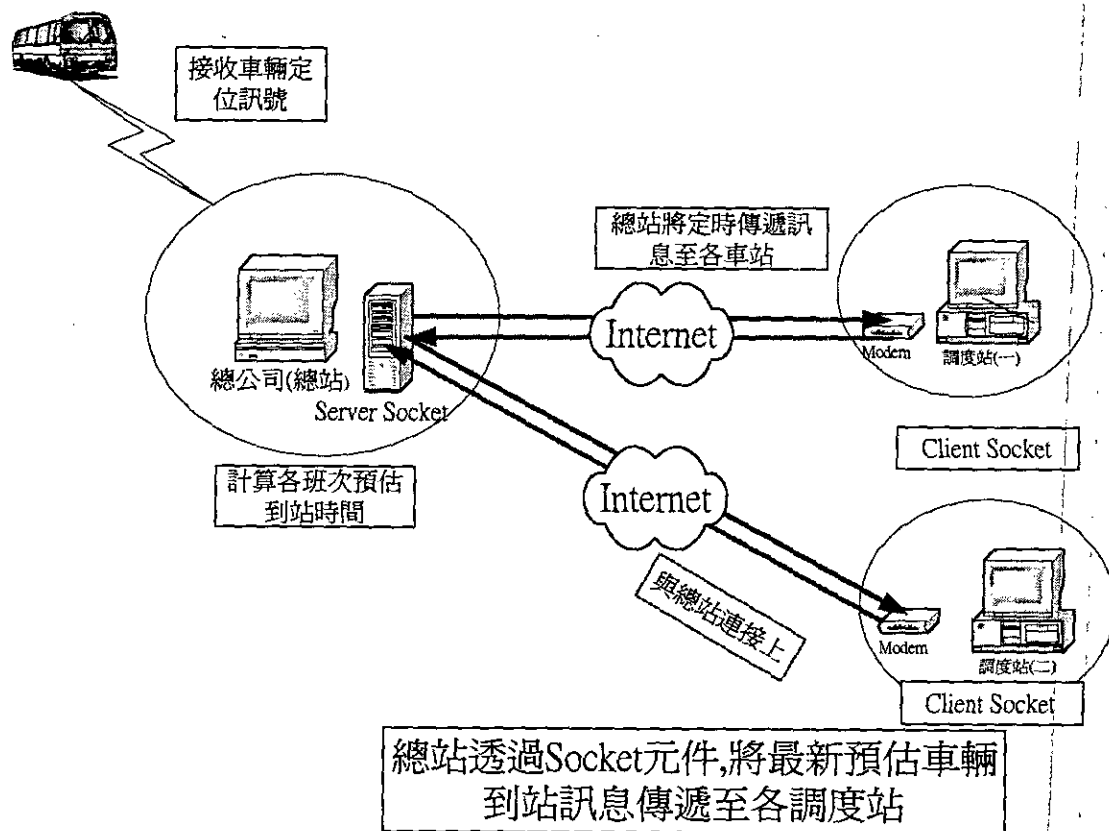 接收車輛定
位訊號
總站將定時傳遞訊
息至各車站
Internet
Modem
調度站(一)
總公司(總站)
Server Socket
Client Socket
計算各班次預估
到站時間
Internet
與總站連接上
Modem
調度站(二)
Client Socket
總站透過Socket元件,將最新預估車輛
到站訊息傳遞至各調度站